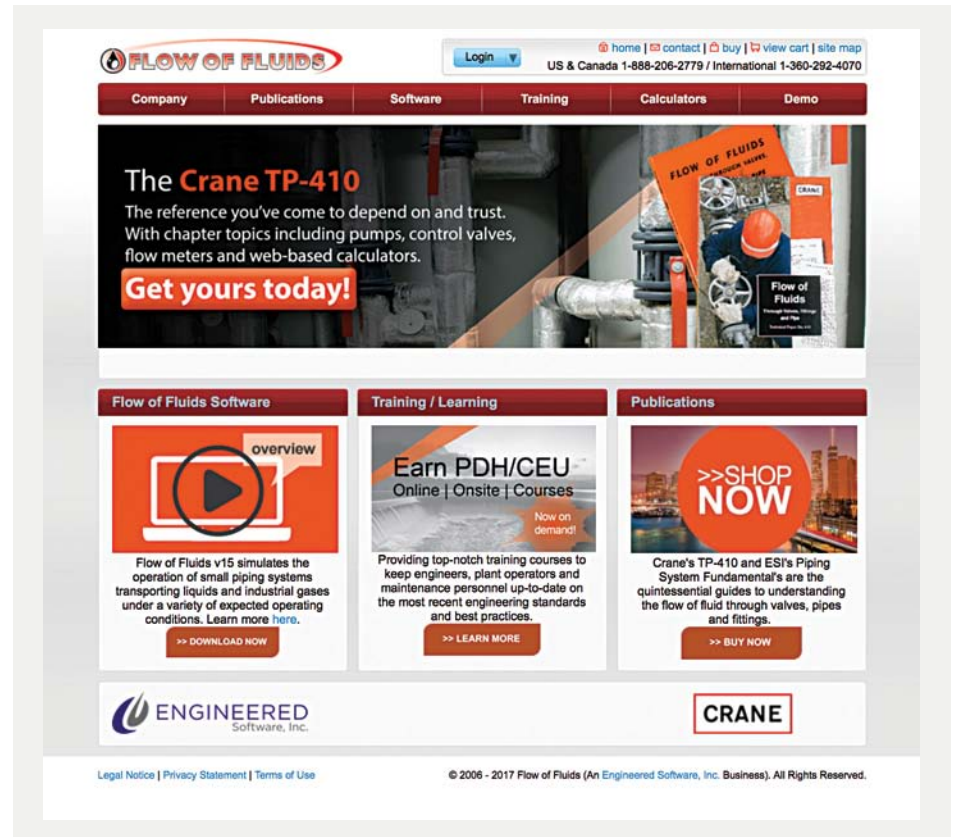 FLOW OF FLUIDS
Login
home | contact | buy | view cart | site map
US & Canada 1-888-206-2779 / International 1-360-292-4070
Company Publications Software Training Calculators Demo
The Crane TP-410
The reference you've come to depend on and trust.
With chapter topics including pumps, control valves,
flow meters and web-based calculators.
Get yours today!
FLOW OF FLUIDS
THROUGH VALVES,
PIPE
CRANE
Flow of
Fluids
Through Valves, Fittings
and Pipe
Flow of Fluids Software
overview
Flow of Fluids v15 simulates the
operation of small piping systems
transporting liquids and industrial gases
under a variety of expected operating
conditions. Learn more here.
>> DOWNLOAD NOW
Training / Learning
Earn PDH/CEU
Online | Onsite | Courses
Now on
demand!
Providing top-notch training courses to
keep engineers, plant operators and
maintenance personnel up-to-date on
the most recent engineering standards
and best practices.
>> LEARN MORE
Publications
>>SHOP
NOW
Crane's TP-410 and ESI's Piping
System Fundamental's are the
quintessential guides to understanding
the flow of fluid through valves, pipes
and fittings.
>> BUY NOW
ENGINEERED
Software, Inc.
CRANE
Legal Notice | Privacy Statement | Terms of Use
© 2006 - 2017 Flow of Fluids (An Engineered Software, Inc. Business). All Rights Reserved.